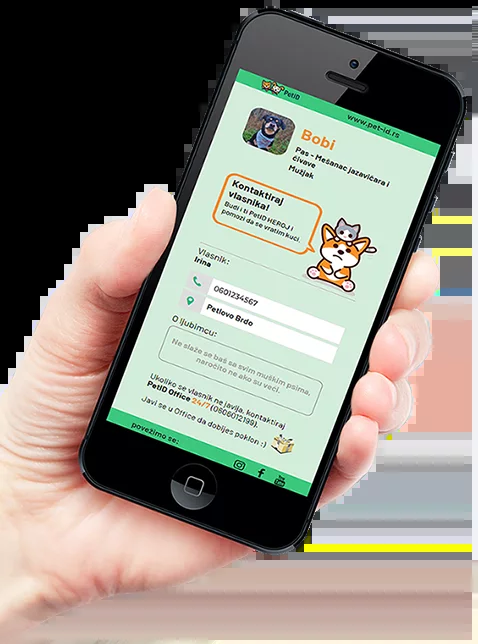 PetID
www.pet-id.rs
Bobi
Pas - Mešanac jazavičara i
čivave
Mužjak
Kontaktiraj
vlasnika!
Budi i ti PetID HEROJ i
pomozi da se vratim kući.
Vlasnik:
Irina
0601234567
Petlovo Brdo
O ljubimcu:
Ne slaže se baš sa svim muškim psima,
naročito ne ako su veći.
Ukoliko se vlasnik ne javlja, kontaktiraj
PetID Office 24/7 (0606012199).
Javi se u Office da dobiješ poklon :)
povežimo se: